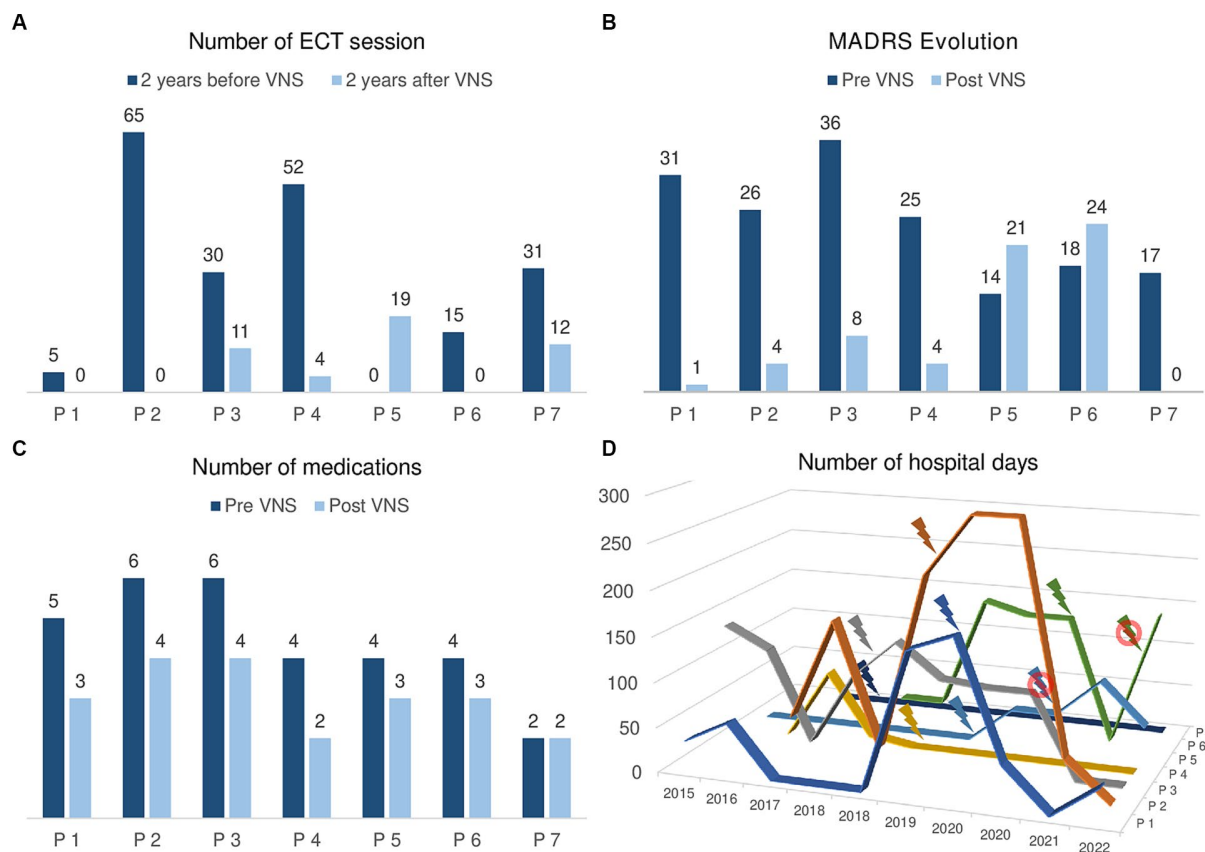 A
Number of ECT session
2 years before VNS 2 years after VNS
5 0 65 0 30 11 52 4 0 19 15 0 31 12
P 1 P 2 P 3 P 4 P 5 P 6 P 7
B
MADRS Evolution
Pre VNS Post VNS
31 1 26 4 36 8 25 4 14 21 18 24 17 0
P 1 P 2 P 3 P 4 P 5 P 6 P 7
C
Number of medications
Pre VNS Post VNS
5 3 6 4 6 4 4 2 4 3 4 3 2 2
P 1 P 2 P 3 P 4 P 5 P 6 P 7
D
Number of hospital days
300
250
200
150
100
50
0
2015 2016 2017 2018 2018 2019 2020 2020 2021 2022
P
P 6
P 5
P 4
P 3
P 2
P 1